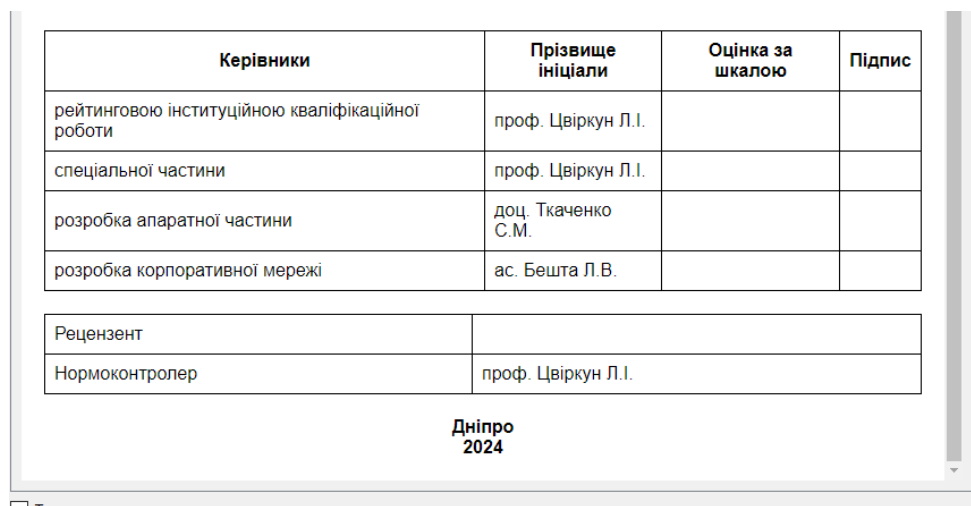 Керівники
Прізвище
ініціали
Оцінка за
шкалою
Підпис
рейтинговою інституційною кваліфікаційної
роботи
проф. Цвіркун Л.І.
спеціальної частини
проф. Цвіркун Л.І.
розробка апаратної частини
доц. Ткаченко
С.М.
розробка корпоративної мережі
ас. Бешта Л.В.
Рецензент
Нормоконтролер
проф. Цвіркун Л.І.
Дніпро
2024